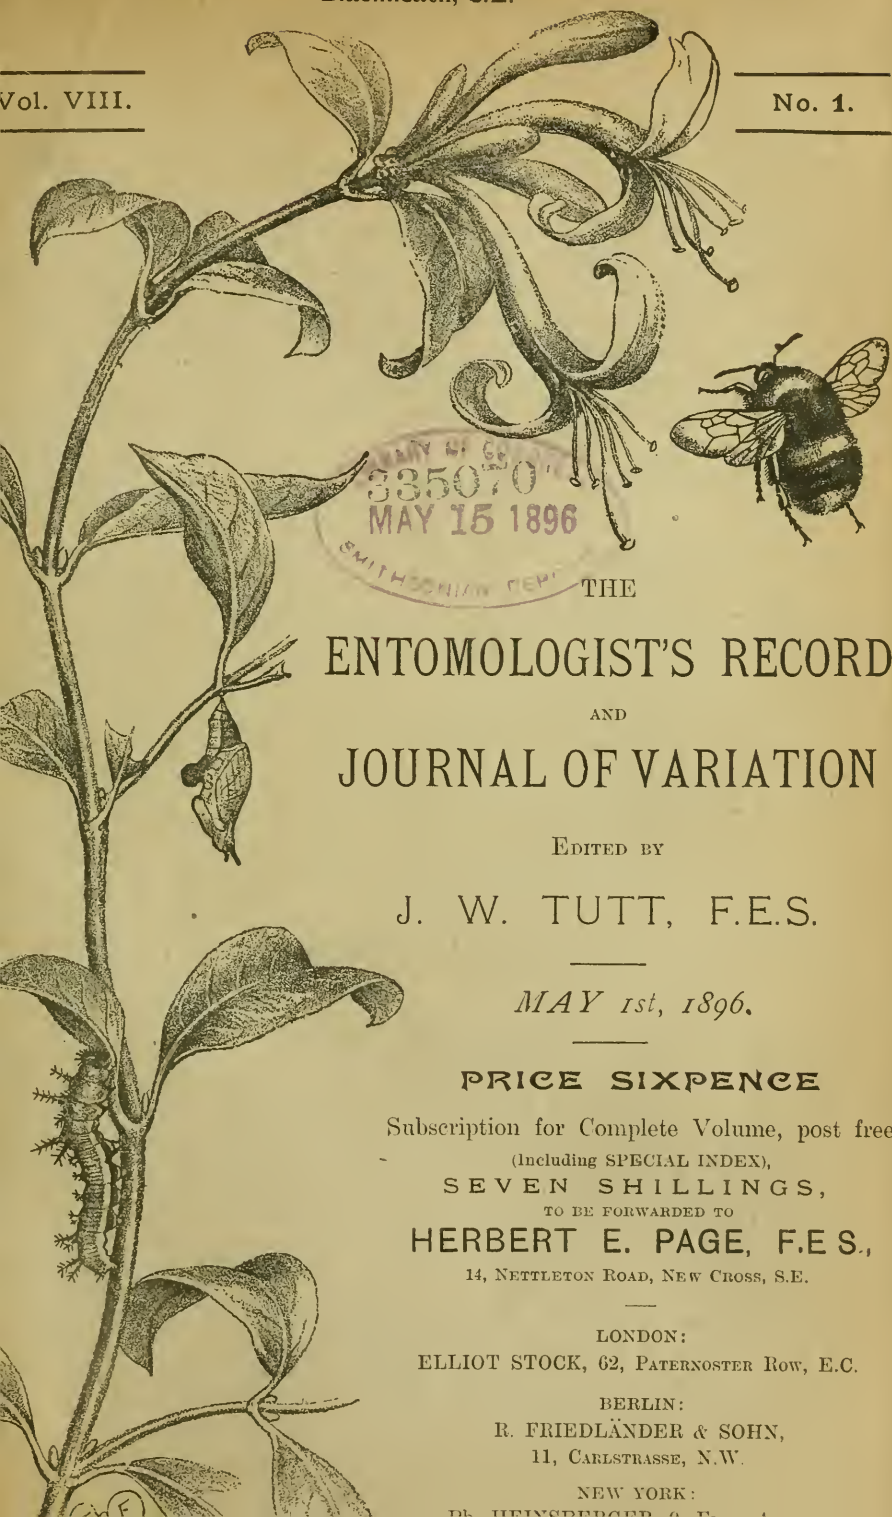 Vol. VIII.
No. 1.
335070
MAY 15 1896
SMITHSONIAN DEP
THE
ENTOMOLOGIST'S RECORD
AND
JOURNAL OF VARIATION
EDITED BY
J. W. TUTT, F.E.S.
MAY 1st, 1896.
PRICE SIXPENCE
Subscription for Complete Volume, post free
(Including SPECIAL INDEX),
SEVEN SHILLINGS,
TO BE FORWARDED TO
HERBERT E. PAGE, F.E.S.,
14, NETTLETON ROAD, NEW CROSS, S.E.
LONDON:
ELLIOT STOCK, 62, PATERNOSTER ROW, E.C.
BERLIN:
R. FRIEDLÄNDER & SOHN,
11, CARLSTRASSE, N.W.
NEW YORK: